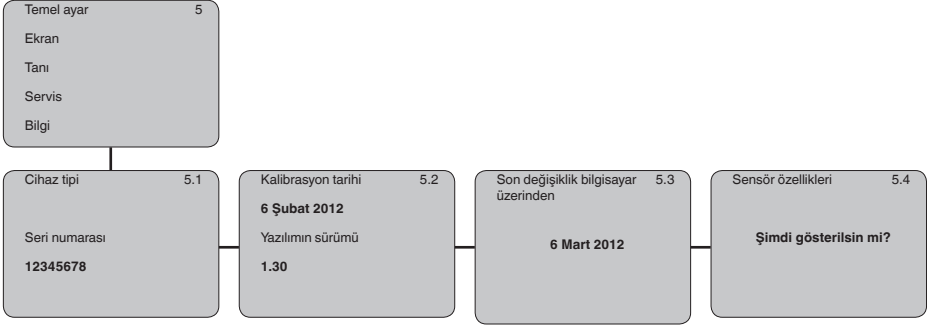 Temel ayar 5
Ekran
Tanı
Servis
Bilgi
Cihaz tipi 5.1
Seri numarası
12345678
Kalibrasyon tarihi 5.2
6 Şubat 2012
Yazılımın sürümü
1.30
Son değişiklik bilgisayar 5.3
üzerinden
6 Mart 2012
Sensör özellikleri 5.4
Şimdi gösterilsin mi?